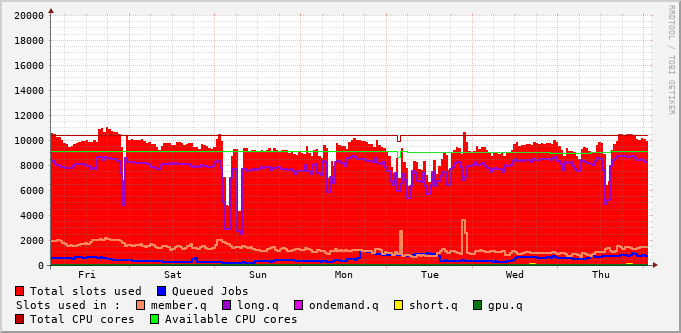 20000
18000
16000
14000
12000
10000
8000
6000
4000
2000
0
Fri Sat Sun Mon Tue Wed Thu
RRDTOOL / TOBI OETIKER
Total slots used Queued Jobs
Slots used in : member.q long.q ondemand.q short.q gpu.q
Total CPU cores Available CPU cores